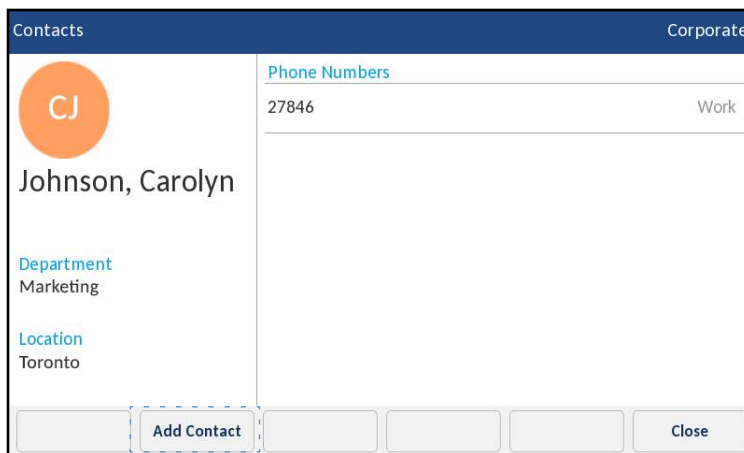 Contacts Corporate
CJ
Johnson, Carolyn
Department
Marketing
Location
Toronto
Phone Numbers
27846 Work
Add Contact Close